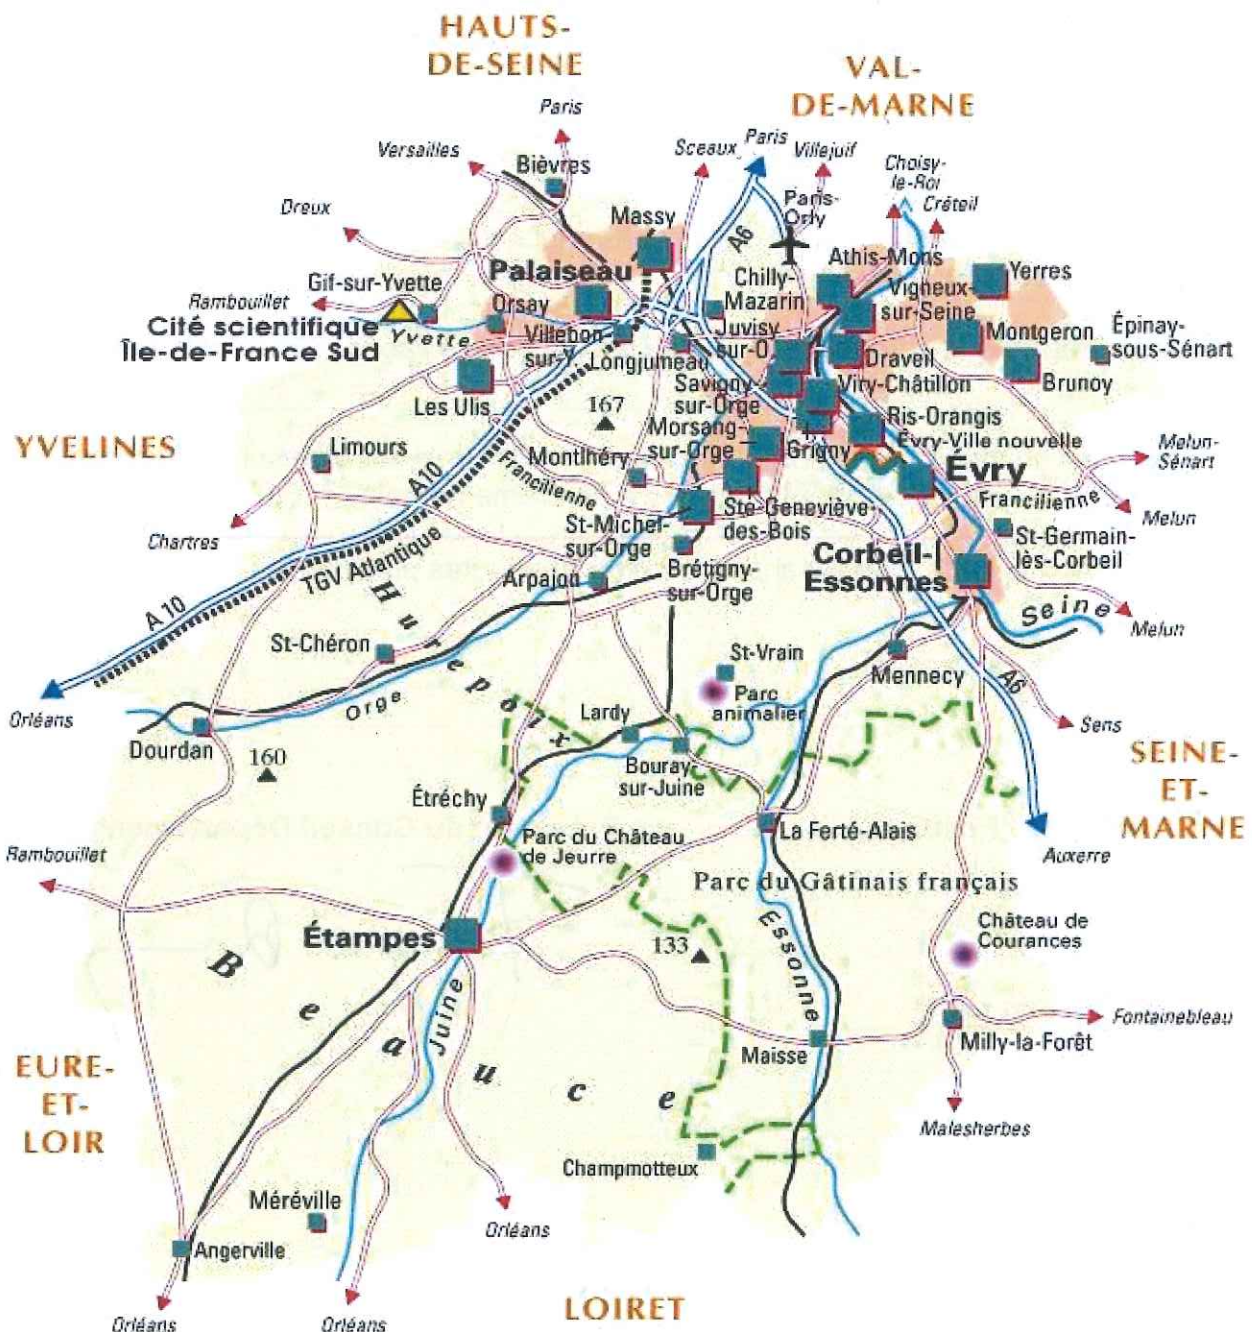 HAUTS-
DE-SEINE
VAL-
DE-MARNE
Paris
Versailles
Bièvres
Sceaux
Paris
Villejuif
Choisy-
le-Roi
Créteil
Dreux
Massy
Paris-
Orly
A6
Athis-Mons
Palaiseau
Chilly-
Mazarin
Vigneux-
sur-Seine
Yerres
Gif-sur-Yvette
Rambouillet
Orsay
Cité scientifique
Île-de-France Sud
Yvette
Villebon-
sur-Y.
Longjumeau
Juvisy
sur-O.
Draveil
Montgeron
Épinay-
sous-Sénart
Brunoy
Les Ulis
Savigny-
sur-Orge
Viry-Châtillon
167
Morsang-
sur-Orge
Ris-Orangis
Grigny
Évry-Ville nouvelle
YVELINES
Limours
A10
Francilienne
Montlhéry
Évry
Melun-
Sénart
Francilienne
Melun
Chartres
TGV Atlantique
St-Michel-
sur-Orge
Ste-Geneviève-
des-Bois
St-Germain-
lès-Corbeil
Corbeil-
Essonnes
Arpajon
Brétigny-
sur-Orge
A 10
Hurepoix
Seine
Melun
St-Chéron
St-Vrain
Mennecy
Parc
animalier
A6
Orléans
Orge
Lardy
Sens
Dourdan
160
Bouray-
sur-Juine
SEINE-
ET-
MARNE
Étréchy
La Ferté-Alais
Rambouillet
Parc du Château
de Jeurre
Auxerre
Parc du Gâtinais français
Étampes
133
Essonne
Château de
Courances
Beauce
Juine
Fontainebleau
Maisse
Milly-la-Forêt
EURE-
ET-
LOIR
Malesherbes
Champmotteux
Méréville
Orléans
Angerville
LOIRET
Orléans
Orléans